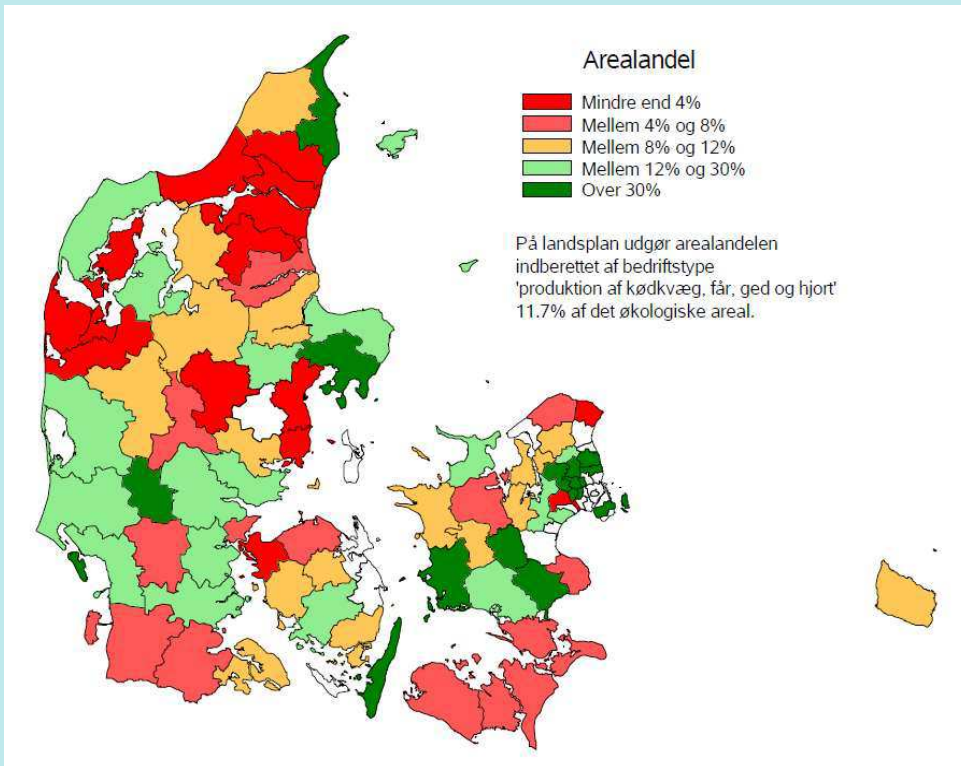 Arealandel
Mindre end 4%
Mellem 4% og 8%
Mellem 8% og 12%
Mellem 12% og 30%
Over 30%
På landsplan udgør arealandelen
indberettet af bedriftstype
'produktion af kødkvæg, får, ged og hjort'
11.7% af det økologiske areal.